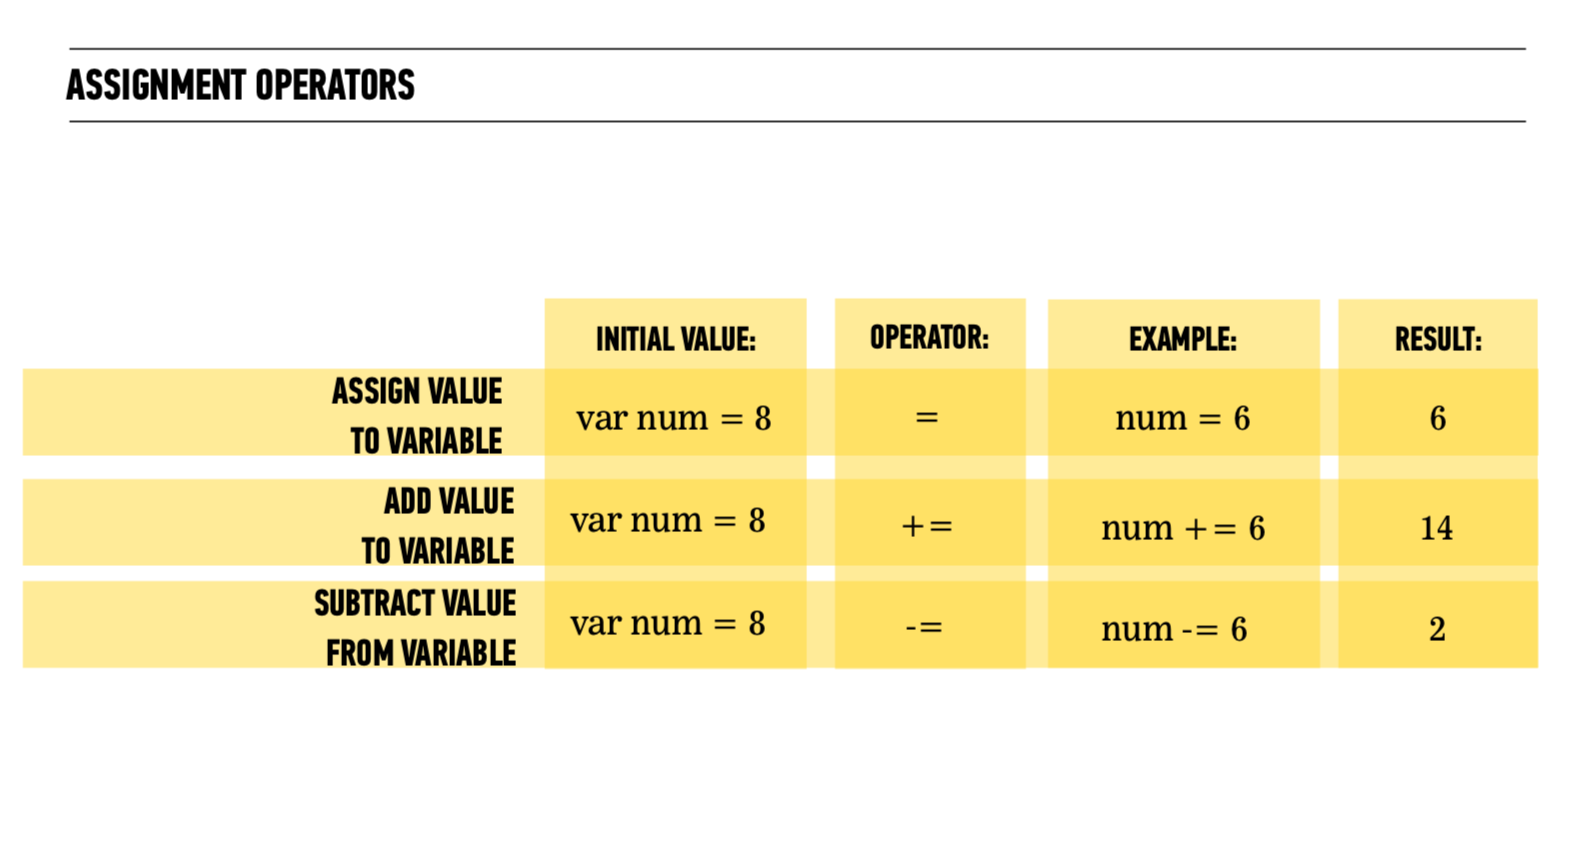 ASSIGNMENT OPERATORS
INITIAL VALUE: OPERATOR: EXAMPLE: RESULT:
ASSIGN VALUE
TO VARIABLE
var num = 8 = num = 6 6
ADD VALUE
TO VARIABLE
var num = 8 += num += 6 14
SUBTRACT VALUE
FROM VARIABLE
var num = 8 -= num -= 6 2